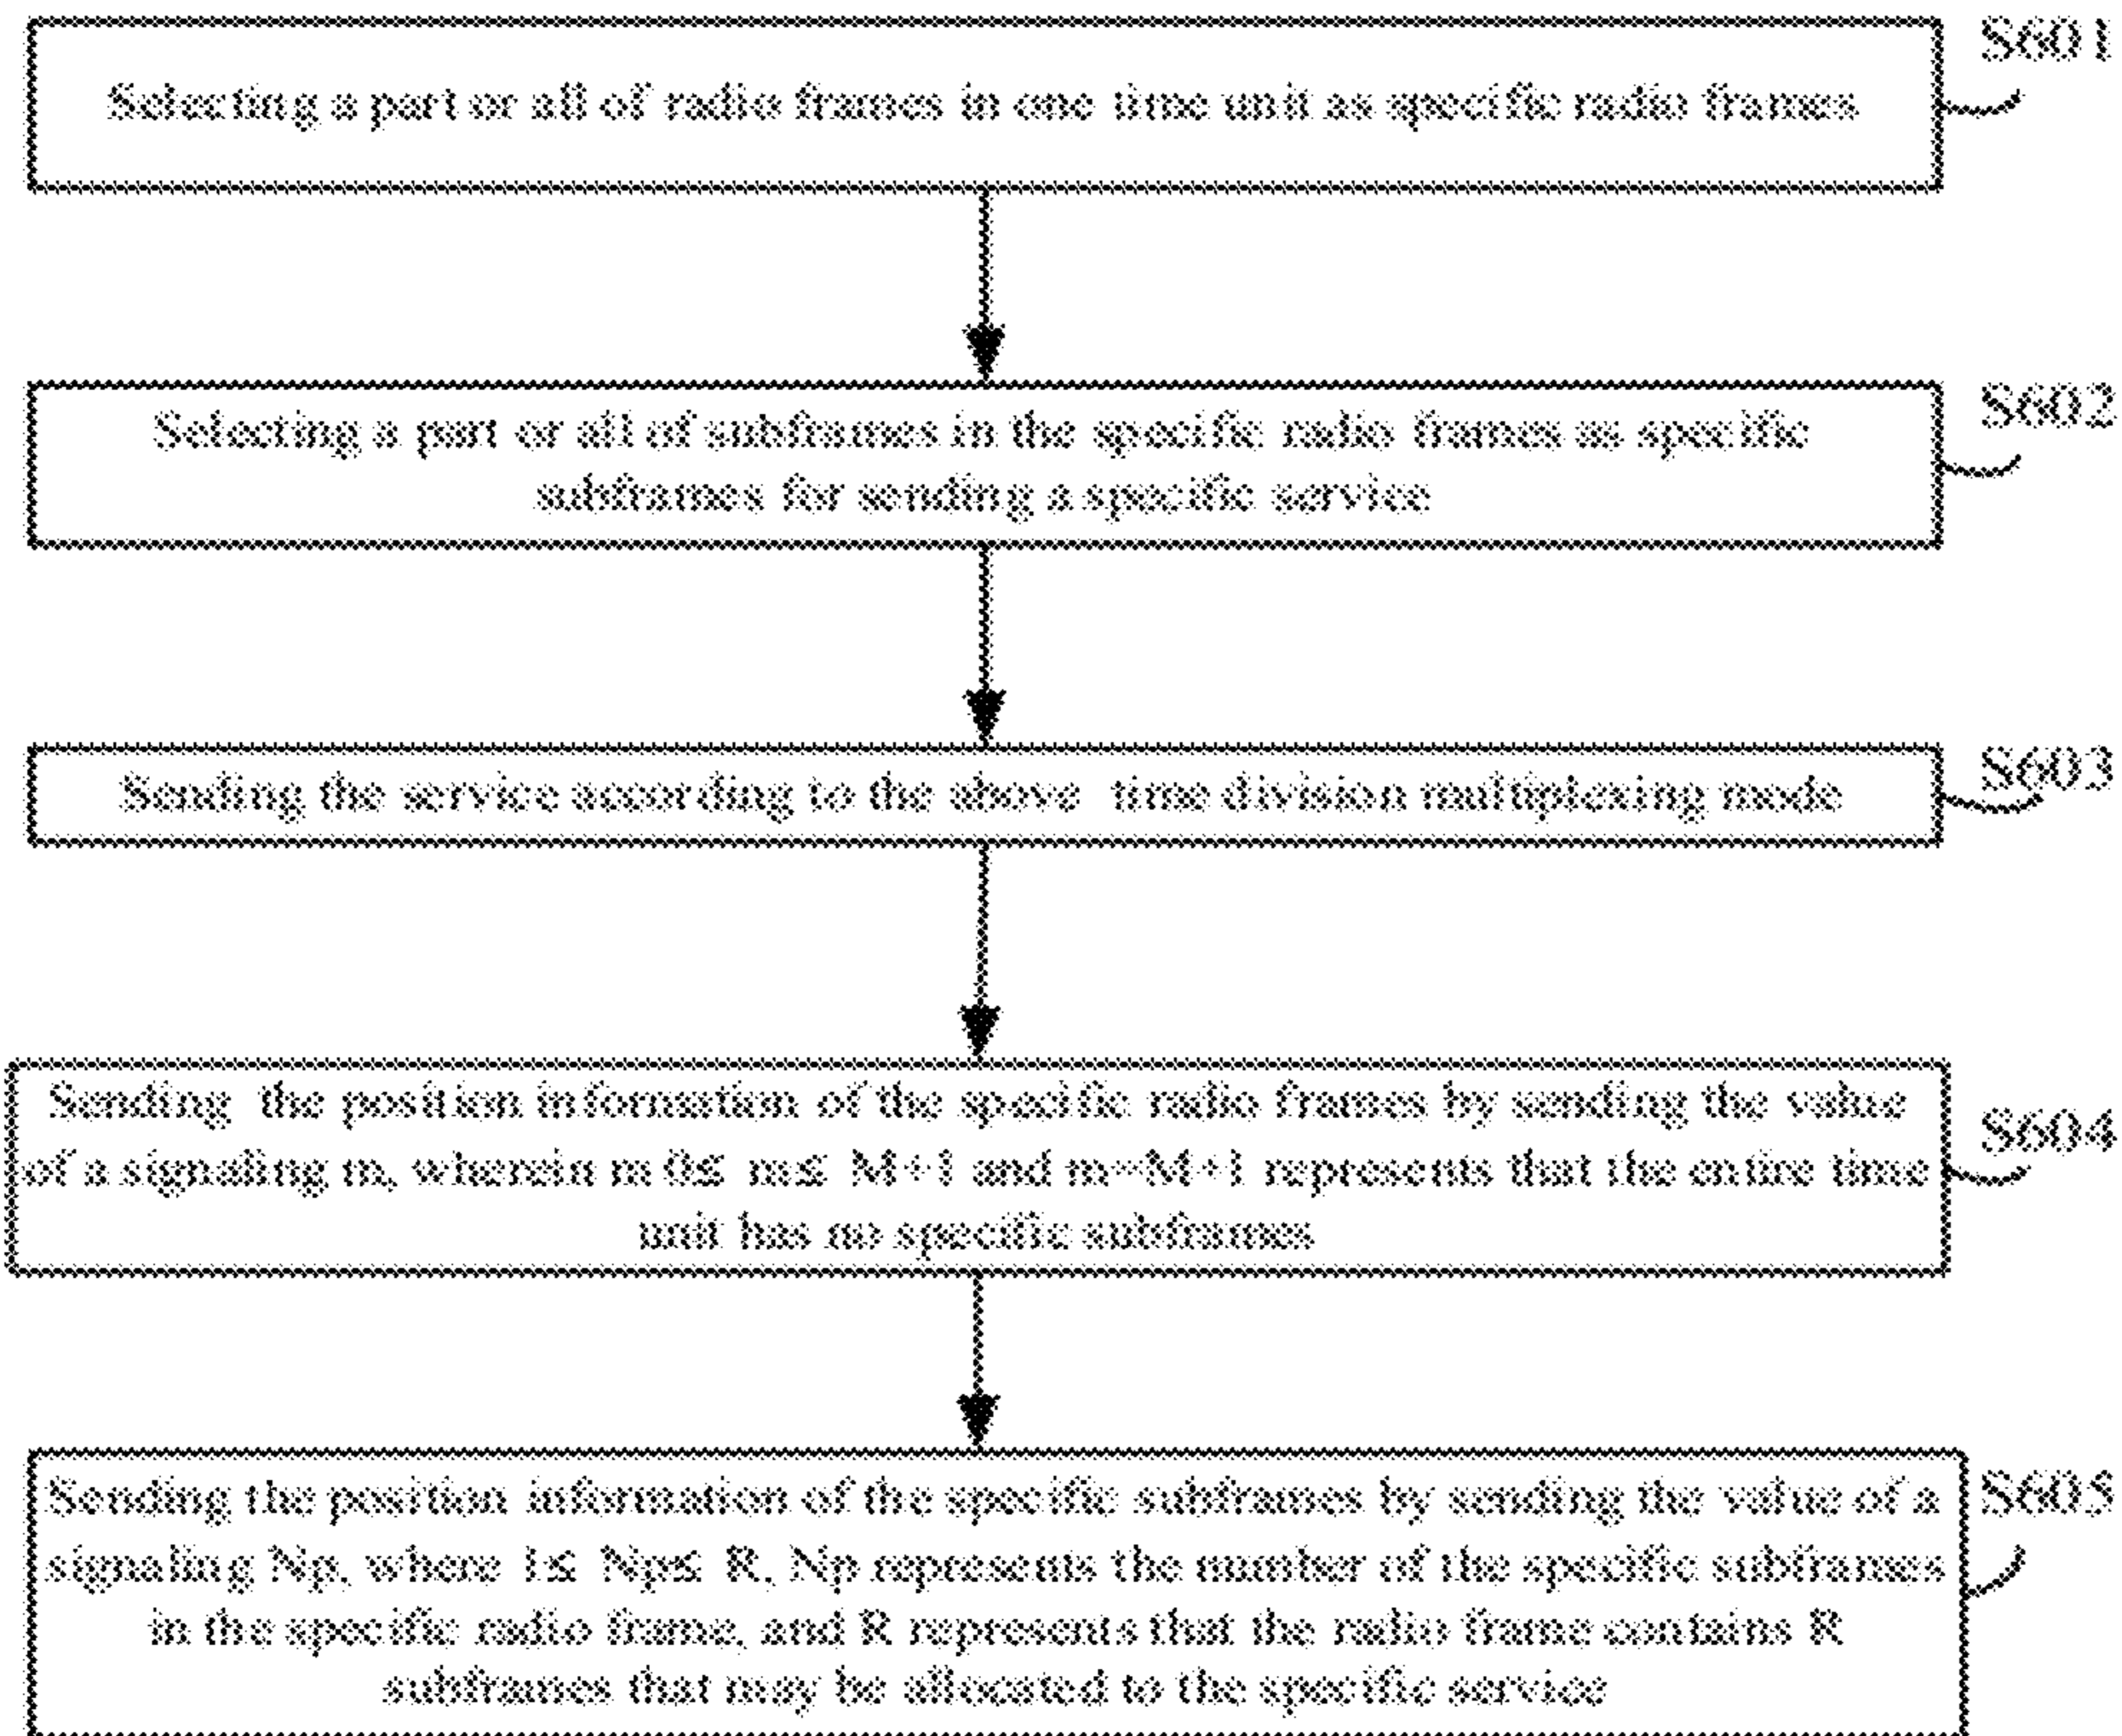 S601
Selecting a part or all of radio frames in one time unit as specific radio frames
S602
Selecting a part or all of subframes in the specific radio frames as specific
subframes for sending a specific service
S603
Sending the service according to the above time division multiplexing mode
Sending the position information of the specific radio frames by sending the value
S604
of a signaling m, wherein m 0≤ m≤ M+1 and m=M+1 represents that the entire time
unit has no specific subframes
Sending the position information of the specific subframes by sending the value of a
S605
signaling Np, where 1≤ Np≤ R, Np represents the number of the specific subframes
in the specific radio frame, and R represents that the radio frame contains R
subframes that may be allocated to the specific service